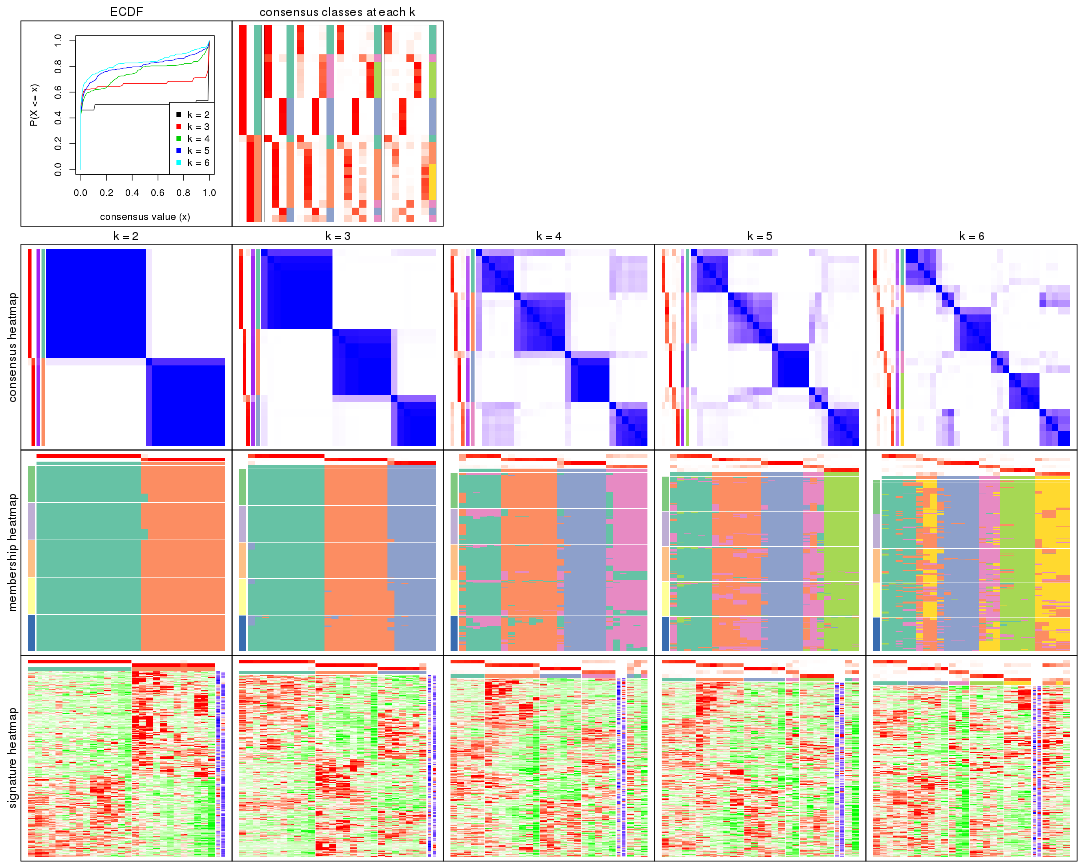 ECDF
consensus classes at each k
P(X <= x)
0.0 0.2 0.4 0.6 0.8 1.0
k = 2
k = 3
k = 4
k = 5
k = 6
0.0 0.2 0.4 0.6 0.8 1.0
consensus value (x)
k = 2
k = 3
k = 4
k = 5
k = 6
consensus heatmap
membership heatmap
signature heatmap